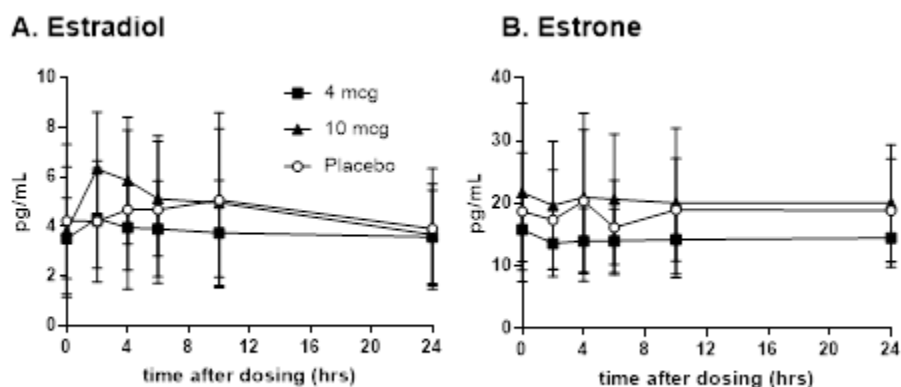 A. Estradiol
10
8
6
4
2
0
pg/mL
4 mcg
10 mcg
Placebo
0
4
8
12
16
20
24
time after dosing (hrs)
B. Estrone
40
30
20
10
0
pg/mL
0
4
8
12
16
20
24
time after dosing (hrs)